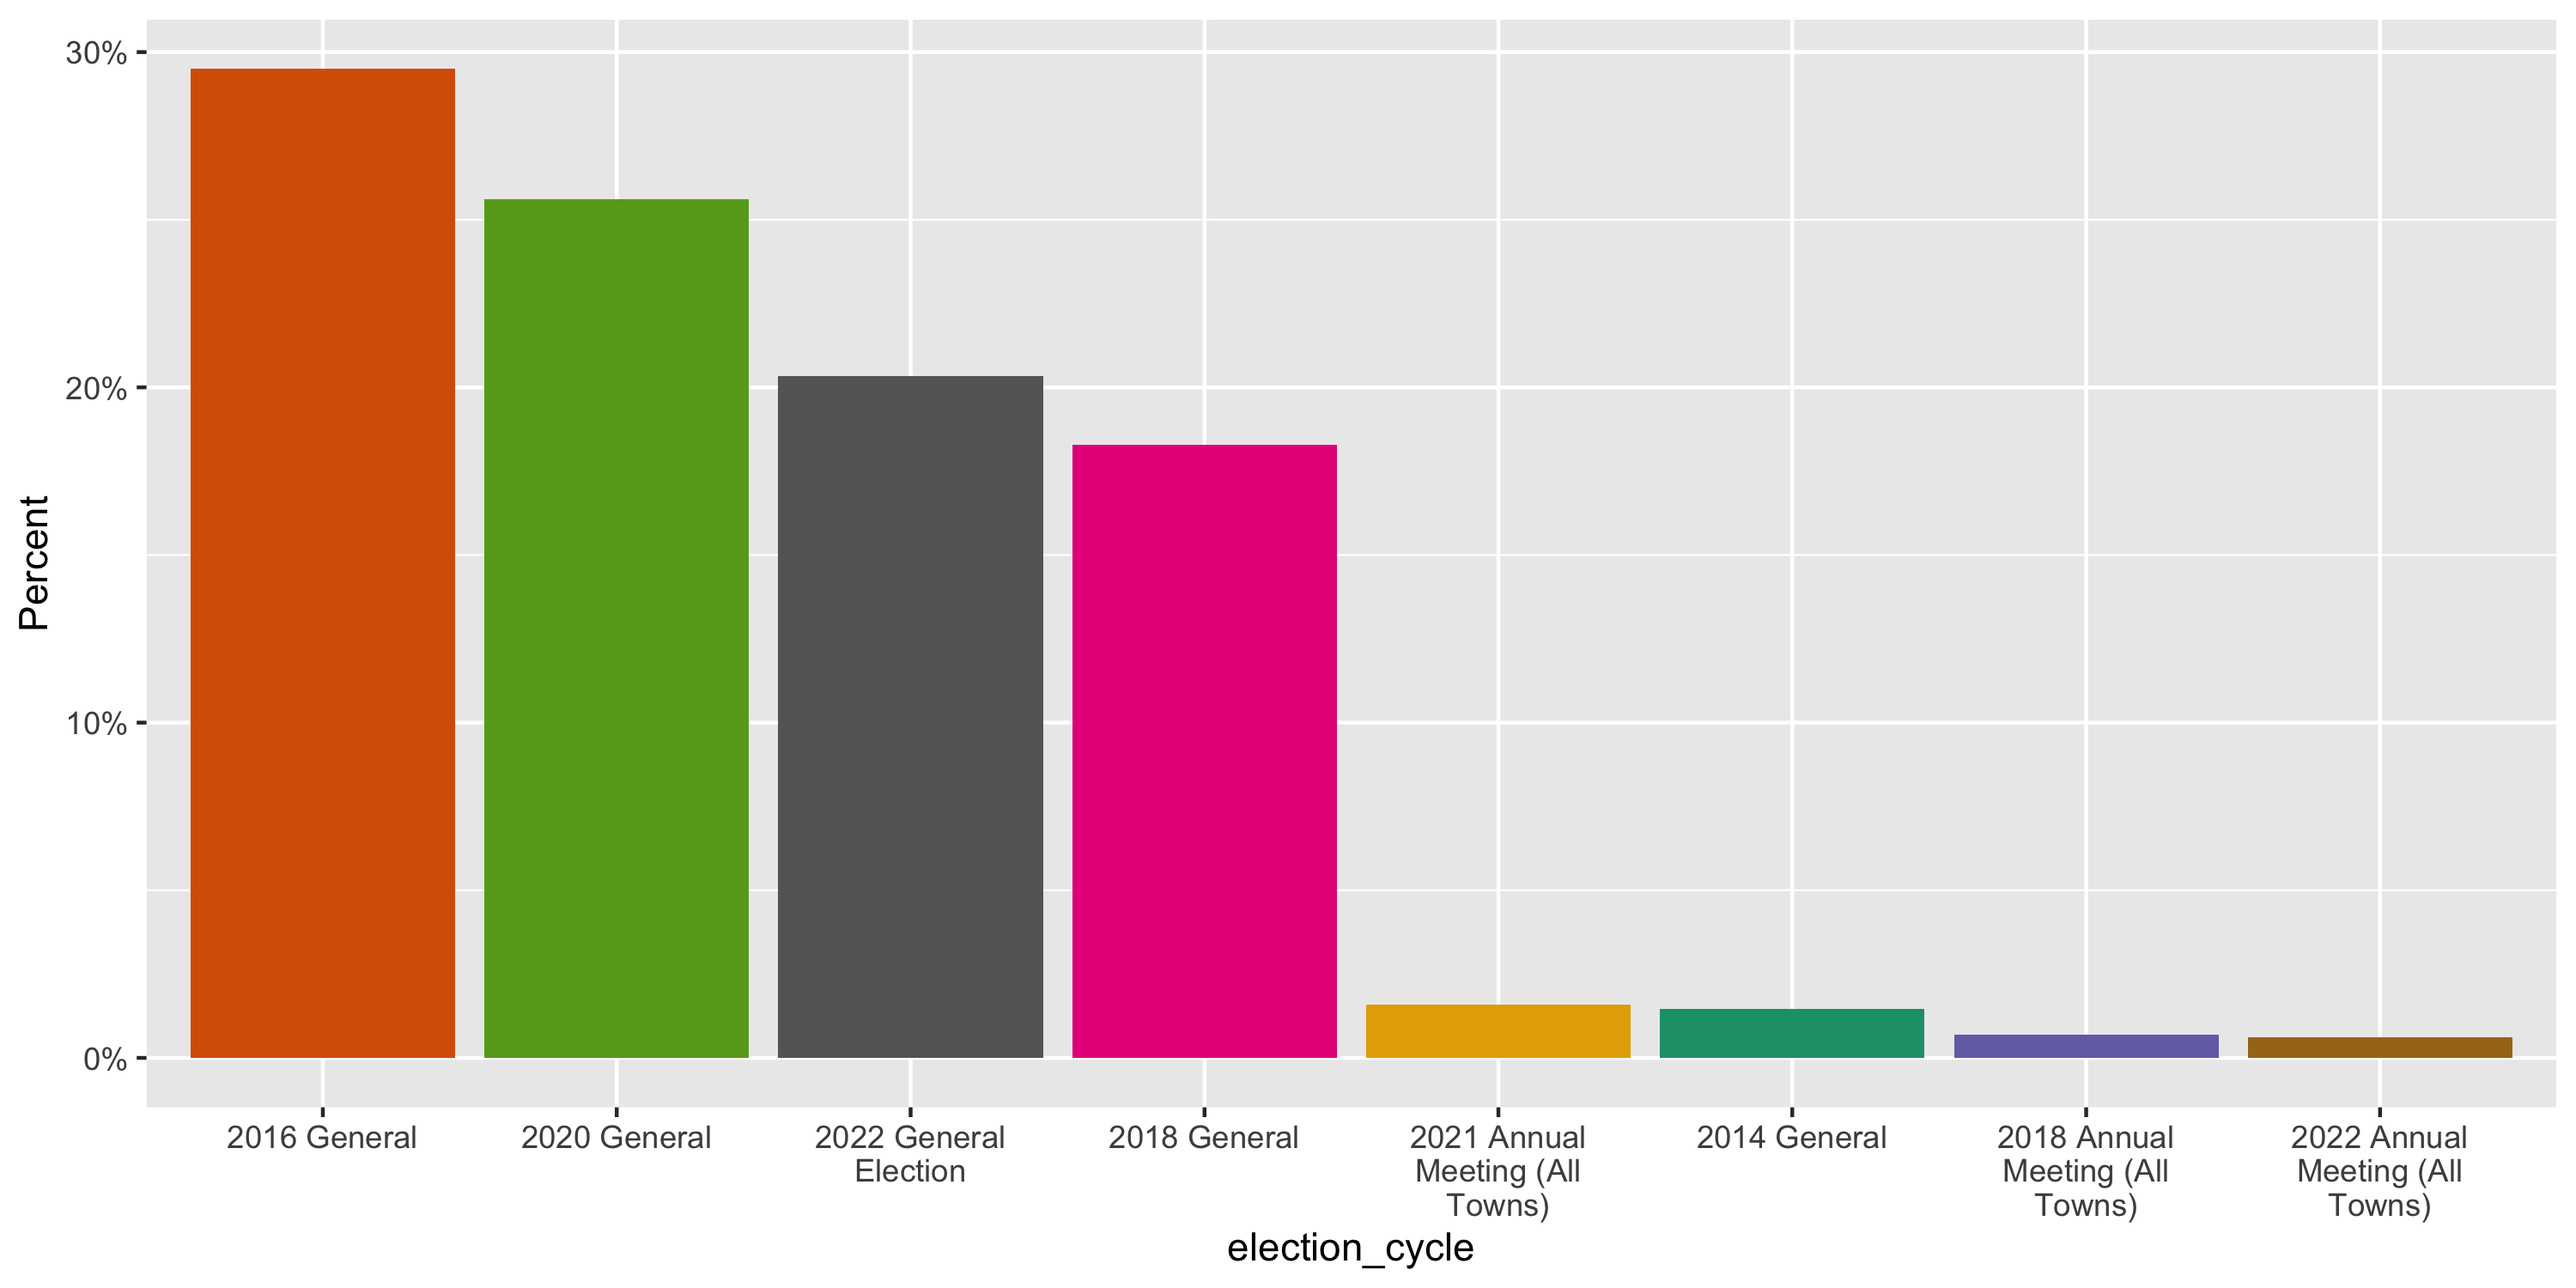 30%
20%
10%
0%
Percent
2016 General
2020 General
2022 General
Election
2018 General
2021 Annual
Meeting (All
Towns)
2014 General
2018 Annual
Meeting (All
Towns)
2022 Annual
Meeting (All
Towns)
election_cycle